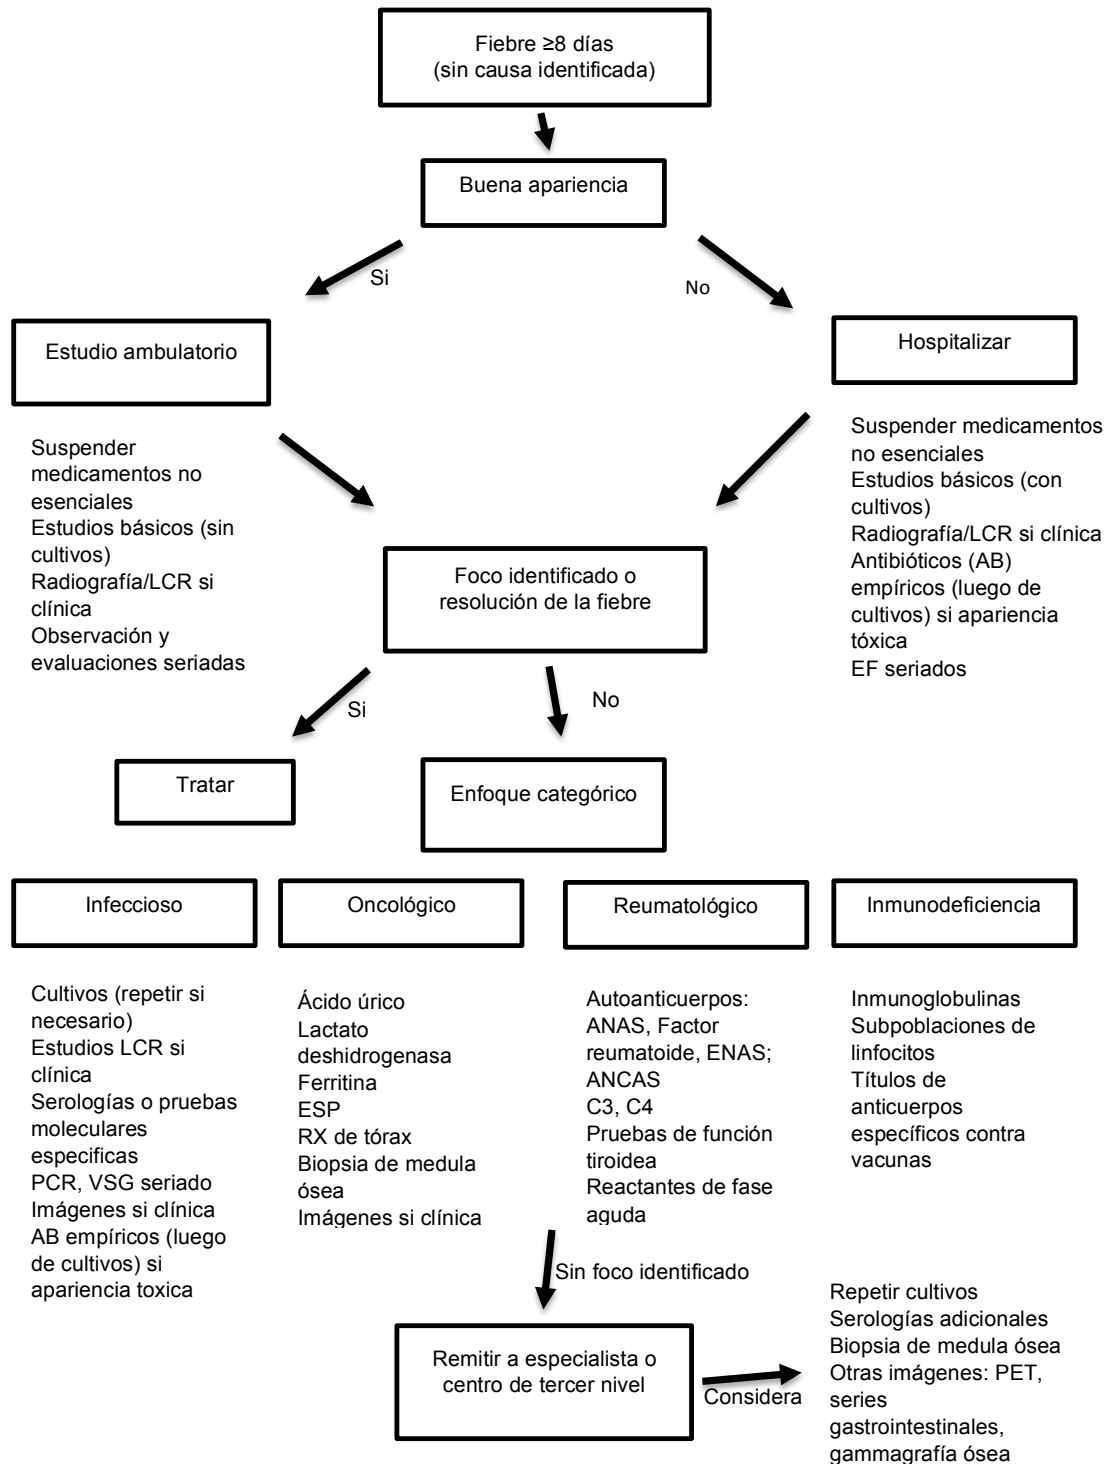 Fiebre ≥8 días
(sin causa identificada)
Buena apariencia
Si
No
Estudio ambulatorio
Hospitalizar
Suspender
medicamentos no
esenciales
Estudios básicos (sin
cultivos)
Radiografía/LCR si
clínica
Observación y
evaluaciones seriadas
Suspender medicamentos
no esenciales
Estudios básicos (con
cultivos)
Radiografía/LCR si clínica
Antibióticos (AB)
empíricos (luego de
cultivos) si apariencia
tóxica
EF seriados
Foco identificado o
resolución de la fiebre
Si
No
Tratar
Enfoque categórico
Infeccioso
Oncológico
Reumatológico
Inmunodeficiencia
Cultivos (repetir si
necesario)
Estudios LCR si
clínica
Serologías o pruebas
moleculares
especificas
PCR, VSG seriado
Imágenes si clínica
AB empíricos (luego
de cultivos) si
apariencia toxica
Ácido úrico
Lactato
deshidrogenasa
Ferritina
ESP
RX de tórax
Biopsia de medula
ósea
Imágenes si clínica
Autoanticuerpos:
ANAS, Factor
reumatoide, ENAS;
ANCAS
C3, C4
Pruebas de función
tiroidea
Reactantes de fase
aguda
Inmunoglobulinas
Subpoblaciones de
linfocitos
Títulos de
anticuerpos
específicos contra
vacunas
Sin foco identificado
Remitir a especialista o
centro de tercer nivel
Considera
Repetir cultivos
Serologías adicionales
Biopsia de medula ósea
Otras imágenes: PET,
series
gastrointestinales,
gammagrafía ósea